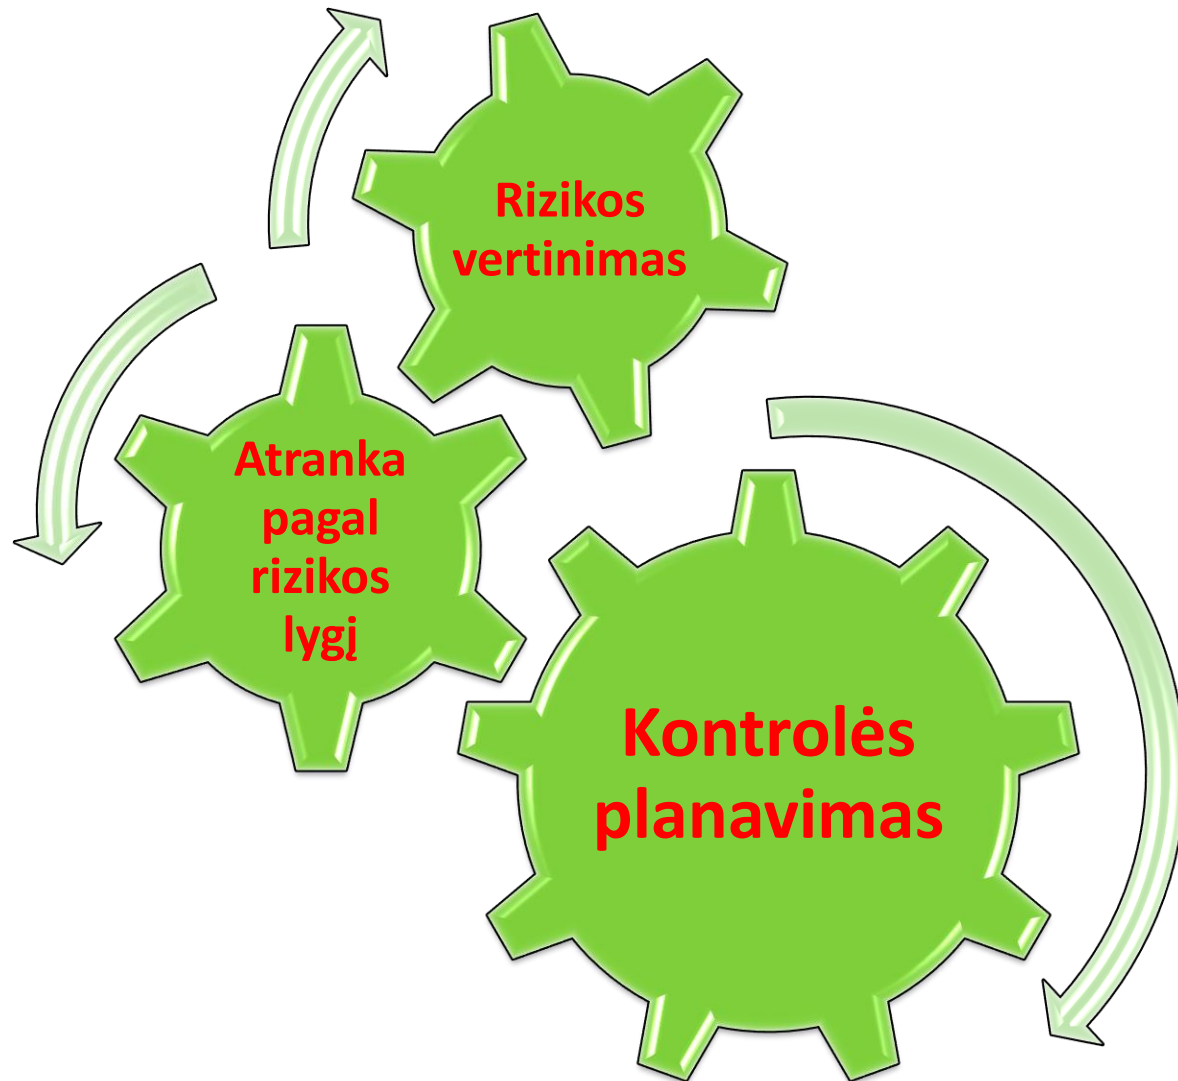 Rizikos
vertinimas
Atranka
pagal
rizikos
lygį
Kontrolės
planavimas